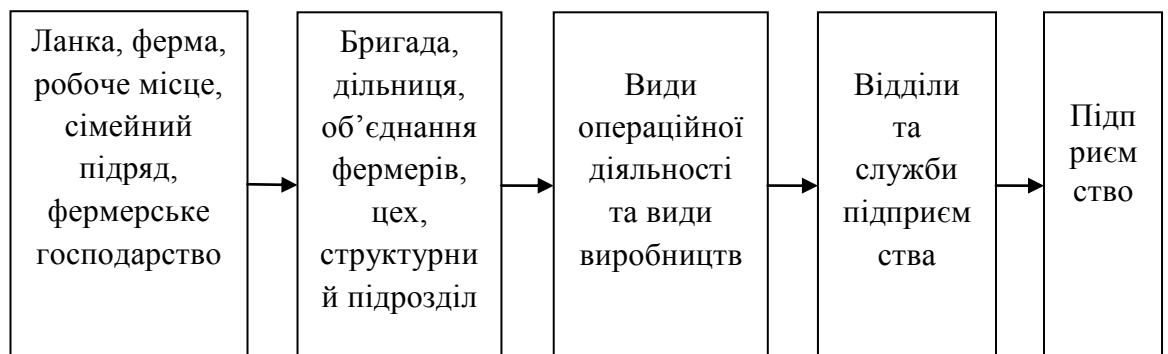 Ланка, ферма,
робоче місце,
сімейний
підряд,
фермерське
господарство
Бригада,
дільниця,
об’єднання
фермерів,
цех,
структурни
й підрозділ
Види
операційної
діяльності
та види
виробництв
Відділи
та
служби
підприєм
ства
Підп
риєм
ство